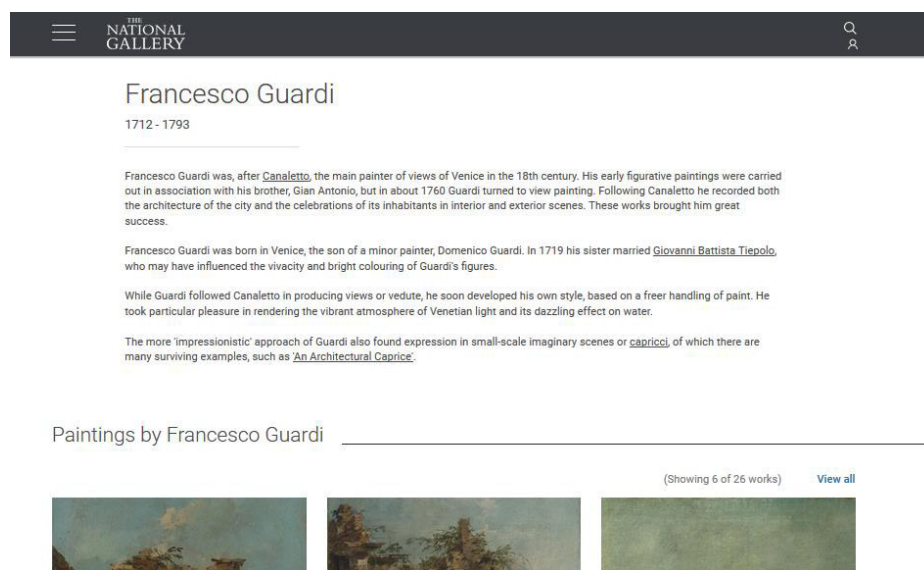 THE
NATIONAL
GALLERY
Francesco Guardi
1712 - 1793
Francesco Guardi was, after Canaletto, the main painter of views of Venice in the 18th century. His early figurative paintings were carried
out in association with his brother, Gian Antonio, but in about 1760 Guardi turned to view painting. Following Canaletto he recorded both
the architecture of the city and the celebrations of its inhabitants in interior and exterior scenes. These works brought him great
success.
Francesco Guardi was born in Venice, the son of a minor painter, Domenico Guardi. In 1719 his sister married Giovanni Battista Tiepolo,
who may have influenced the vivacity and bright colouring of Guardi's figures.
While Guardi followed Canaletto in producing views or vedute, he soon developed his own style, based on a freer handling of paint. He
took particular pleasure in rendering the vibrant atmosphere of Venetian light and its dazzling effect on water.
The more 'impressionistic' approach of Guardi also found expression in small-scale imaginary scenes or capricci, of which there are
many surviving examples, such as 'An Architectural Caprice'.
Paintings by Francesco Guardi
(Showing 6 of 26 works) View all